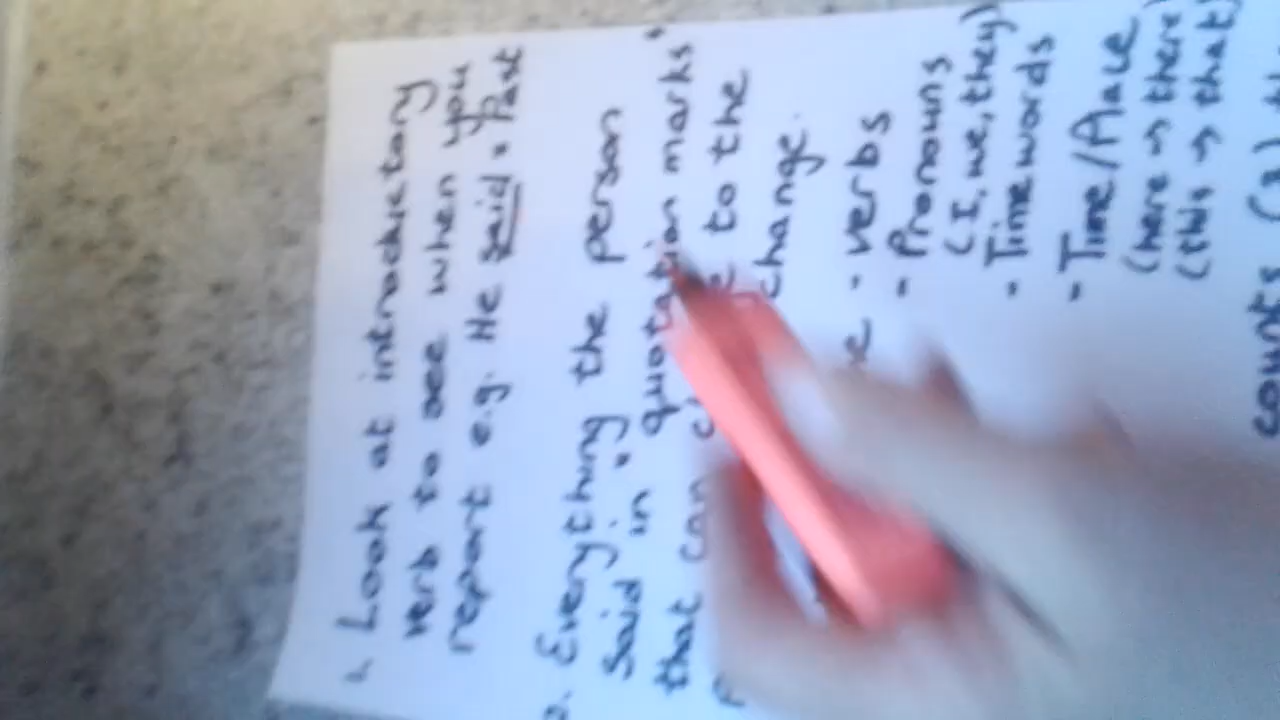 1. Look at introductory
verb to see when you
report e.g. He said = Past
2. Everything the person
said in "quotation marks"
that can to the
change.
- verbs
- Pronouns
(I, we, they)
- Time words
- Time/Place
(here → there)
(this → that)
counts